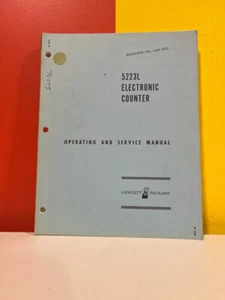 5223L
ELECTRONIC
COUNTER
OPERATING AND SERVICE MANUAL
HEWLETT PACKARD